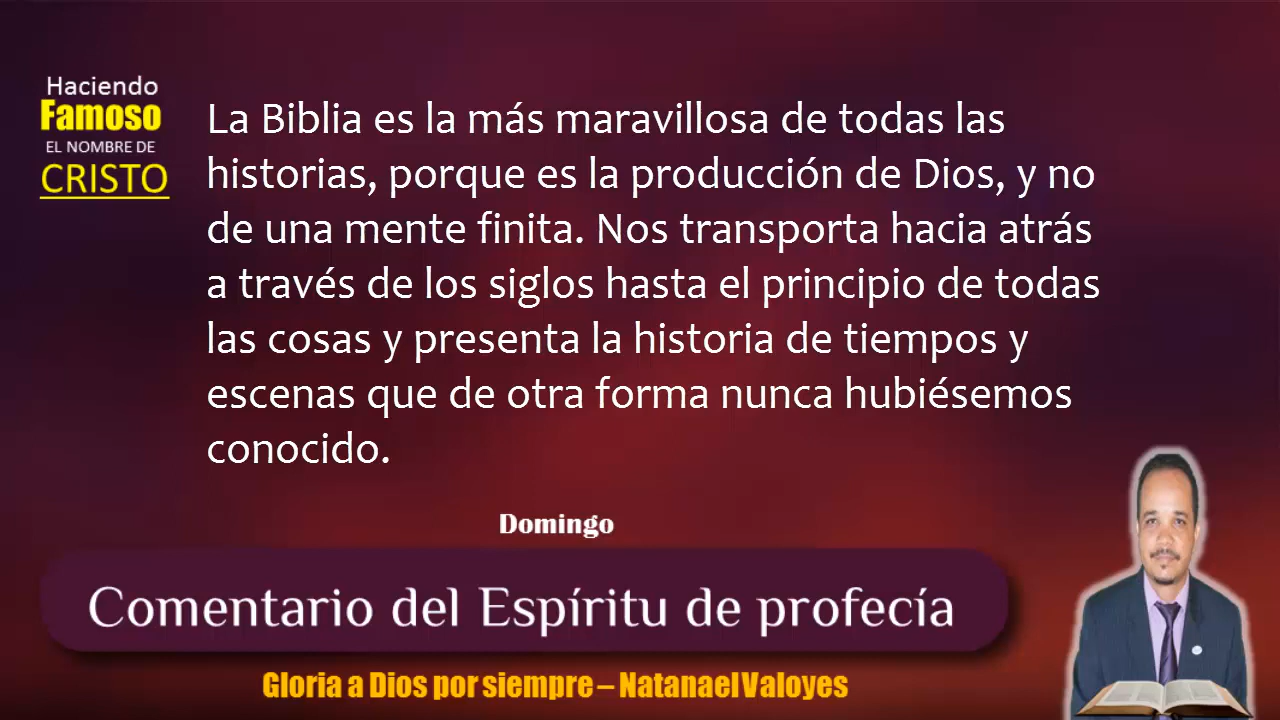 Haciendo
Famoso
EL NOMBRE DE
CRISTO
La Biblia es la más maravillosa de todas las
historias, porque es la producción de Dios, y no
de una mente finita. Nos transporta hacia atrás
a través de los siglos hasta el principio de todas
las cosas y presenta la historia de tiempos y
escenas que de otra forma nunca hubiésemos
conocido.
Domingo
Comentario del Espíritu de profecía
Gloria a Dios por siempre – Natanael Valoyes